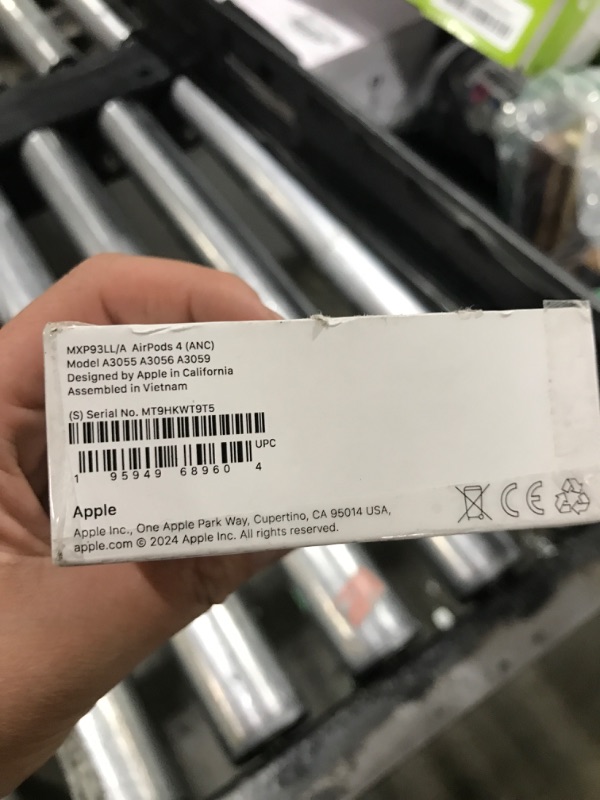 MXP93LL/A AirPods 4 (ANC)
Model A3055 A3056 A3059
Designed by Apple in California
Assembled in Vietnam
(S) Serial No. MT9HKWT9T5
UPC
1 95949 68960 4
Apple
Apple Inc., One Apple Park Way, Cupertino, CA 95014 USA,
apple.com © 2024 Apple Inc. All rights reserved.
CE